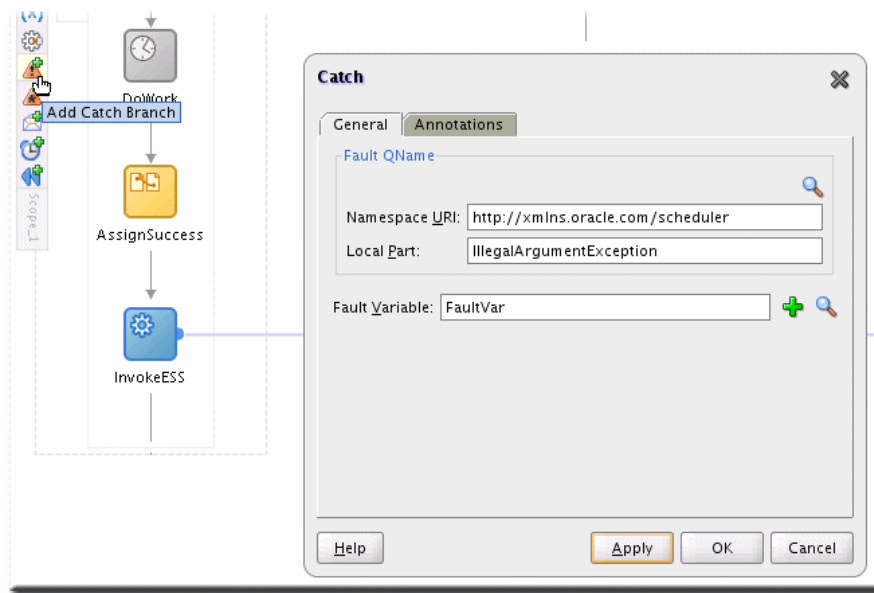 (x)
DoWork
Add Catch Branch
Scope_1
AssignSuccess
InvokeESS
Catch
General
Annotations
Fault QName
Namespace URI: http://xmlns.oracle.com/scheduler
Local Part: IllegalArgumentException
Fault Variable: FaultVar
Help
Apply
OK
Cancel